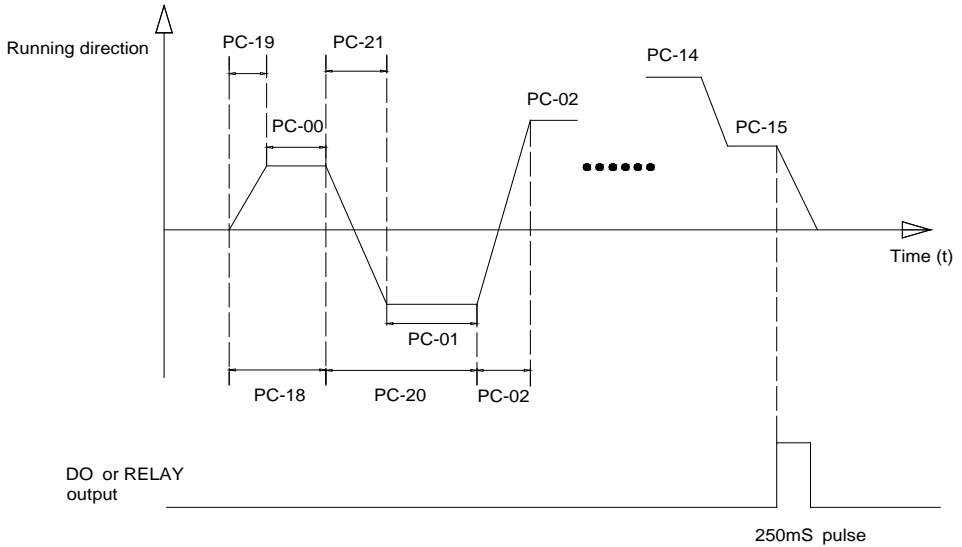 PC-19
PC-21
PC-14
Running direction
PC-02
PC-00
PC-15
Time (t)
PC-01
PC-18
PC-20
PC-02
DO or RELAY
output
250mS pulse